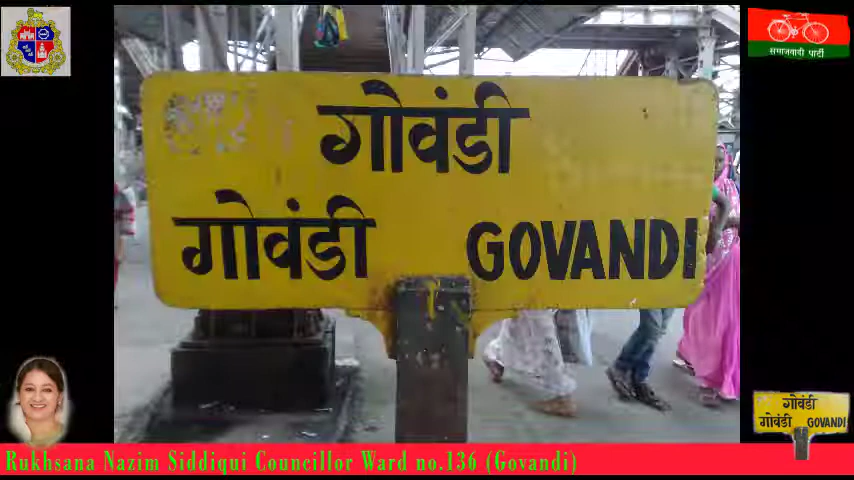 समाजवादी पार्टी
गोवंडी
गोवंडी GOVANDI
गोवंडी
गोवंडी GOVANDI
Rukhsana Nazim Siddiqui Councillor Ward no.136 (Govandi)